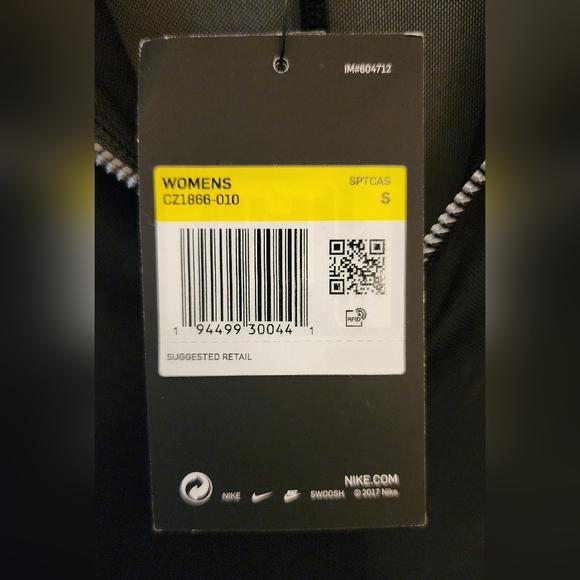 IM#604712
WOMENS SPTCAS
CZ1866-010 S
1 94499 30044 1
RFID
SUGGESTED RETAIL
NIKE.COM
NIKE SWOOSH © 2017 Nike